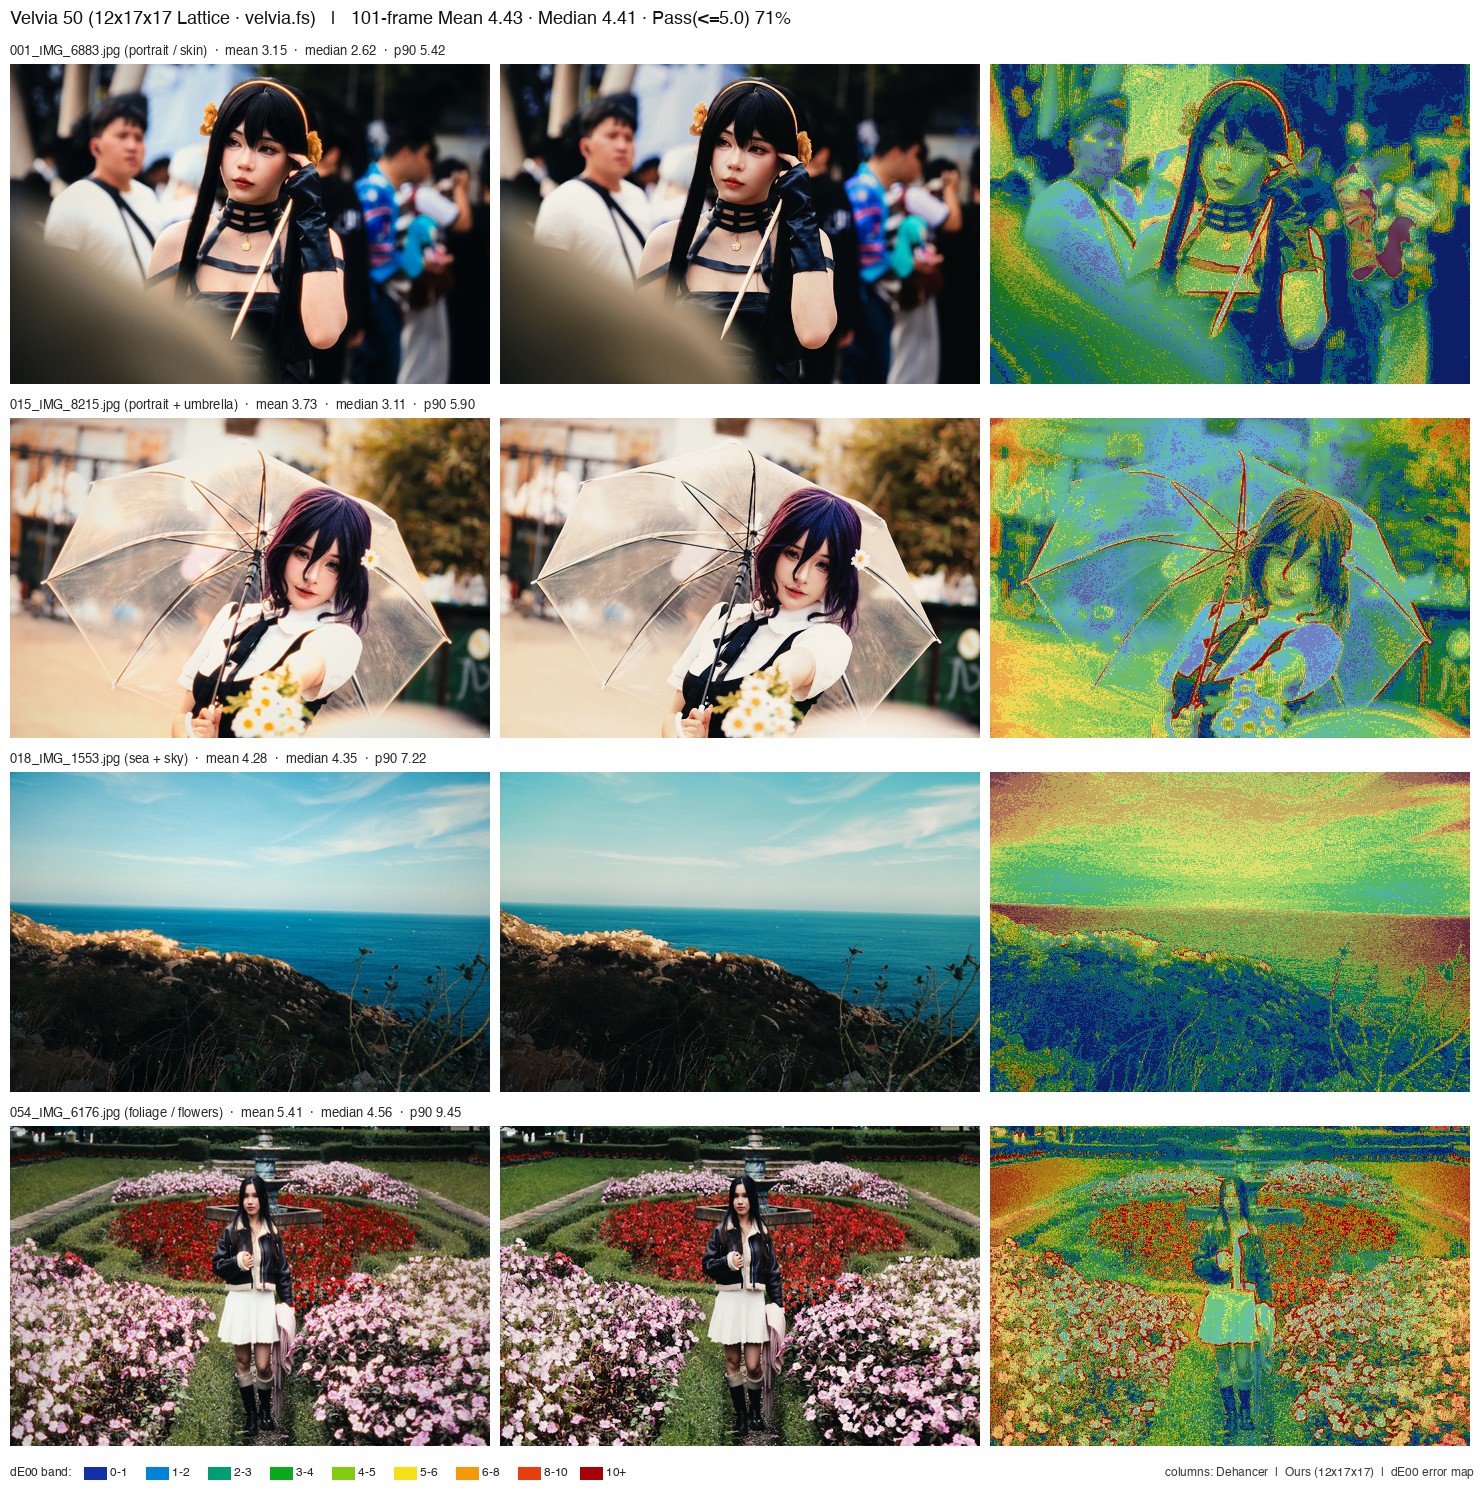 Velvia 50 (12x17x17 Lattice · velvia.fs) | 101-frame Mean 4.43 · Median 4.41 · Pass(<=5.0) 71%
001_IMG_6883.jpg (portrait / skin) · mean 3.15 · median 2.62 · p90 5.42
015_IMG_8215.jpg (portrait + umbrella) · mean 3.73 · median 3.11 · p90 5.90
018_IMG_1553.jpg (sea + sky) · mean 4.28 · median 4.35 · p90 7.22
054_IMG_6176.jpg (foliage / flowers) · mean 5.41 · median 4.56 · p90 9.45
dE00 band: 0-1 1-2 2-3 3-4 4-5 5-6 6-8 8-10 10+ columns: Dehancer | Ours (12x17x17) | dE00 error map